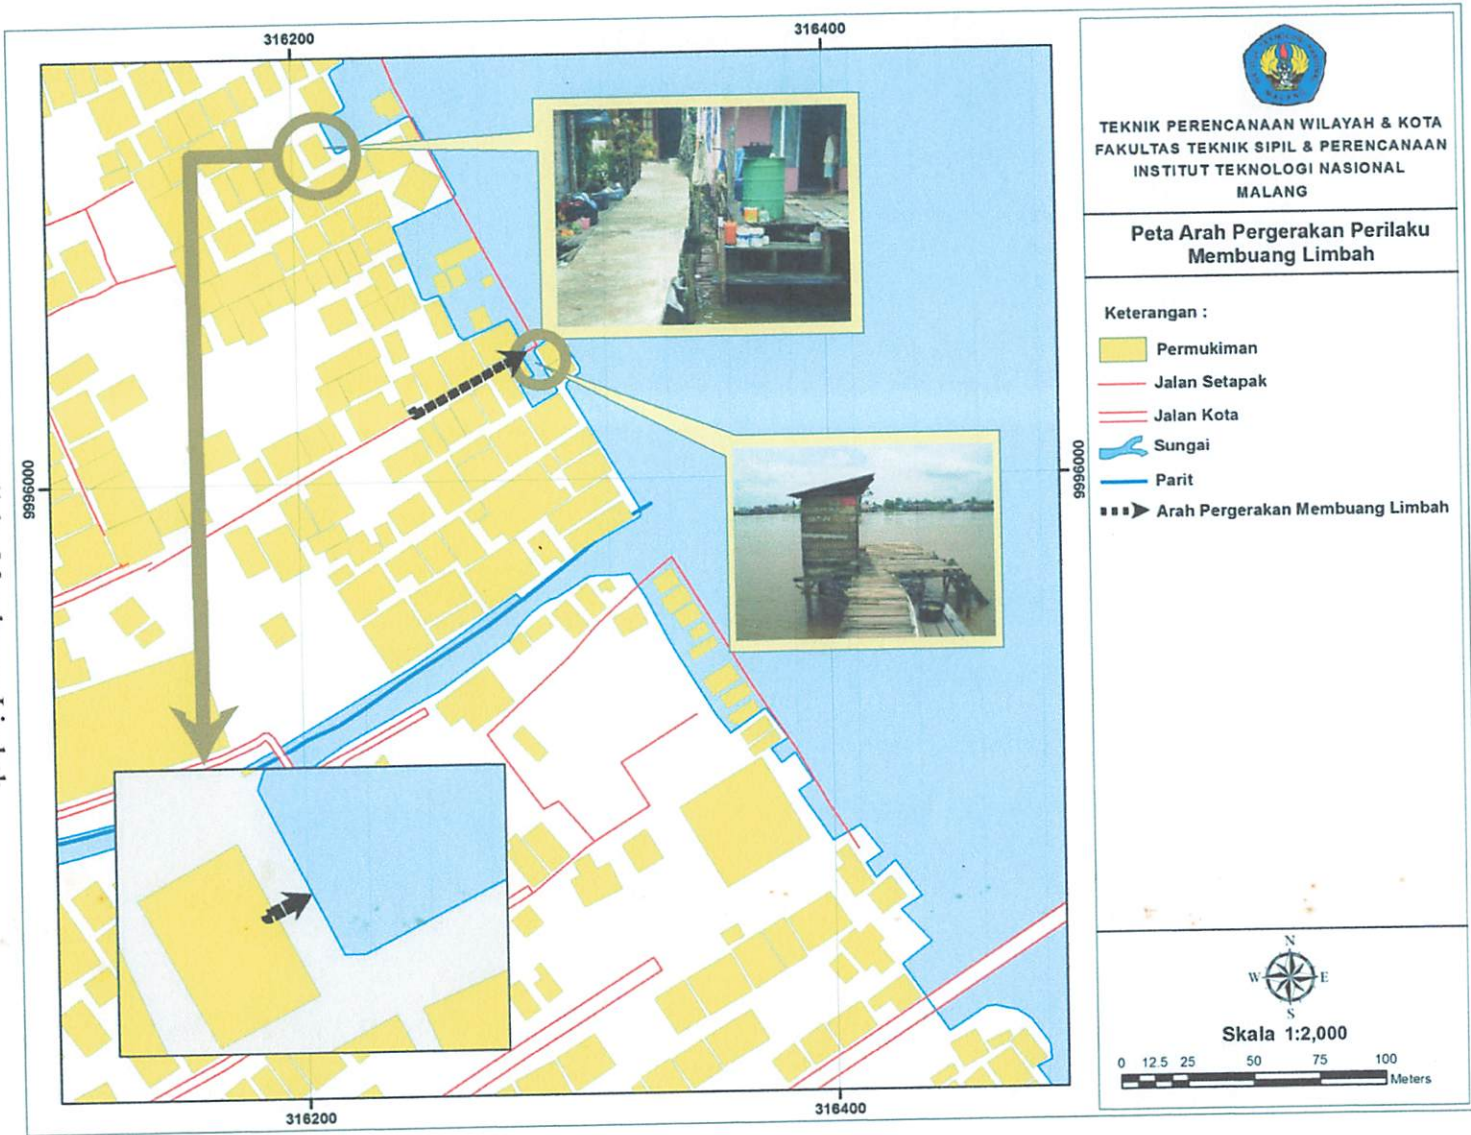 316200
316400
9996000
9996000
316200
316400
TEKNIK PERENCANAAN WILAYAH & KOTA
FAKULTAS TEKNIK SIPIL & PERENCANAAN
INSTITUT TEKNOLOGI NASIONAL
MALANG
Peta Arah Pergerakan Perilaku
Membuang Limbah
Keterangan :
Permukiman
Jalan Setapak
Jalan Kota
Sungai
Parit
Arah Pergerakan Membuang Limbah
N
W E
S
Skala 1:2,000
0 12.5 25 50 75 100
Meters